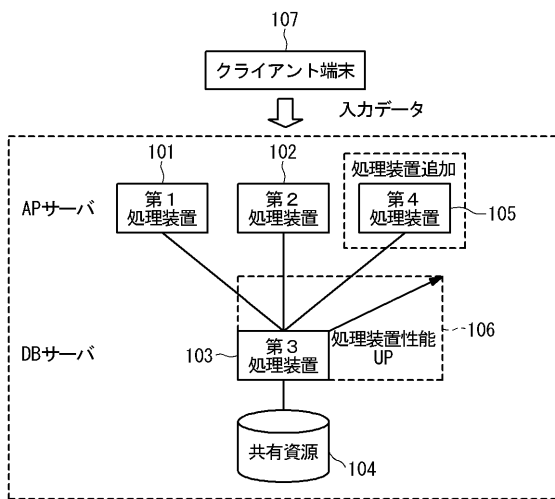 107
クライアント端末
入力データ
101
102
処理装置追加
APサーバ
第1
処理装置
第2
処理装置
第4
処理装置
105
106
DBサーバ
103
第3
処理装置
処理装置性能
UP
共有資源
104